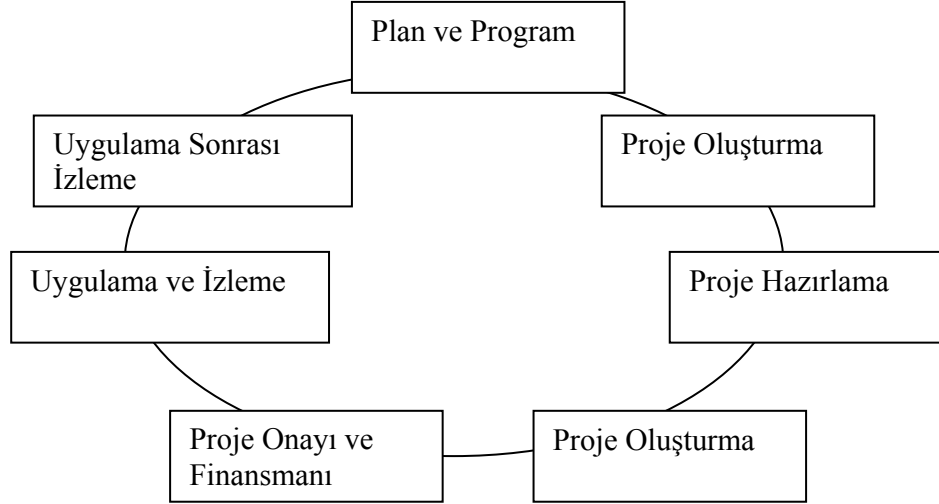 Plan ve Program
Proje Oluşturma
Proje Hazırlama
Proje Oluşturma
Proje Onayı ve
Finansmanı
Uygulama ve İzleme
Uygulama Sonrası
İzleme